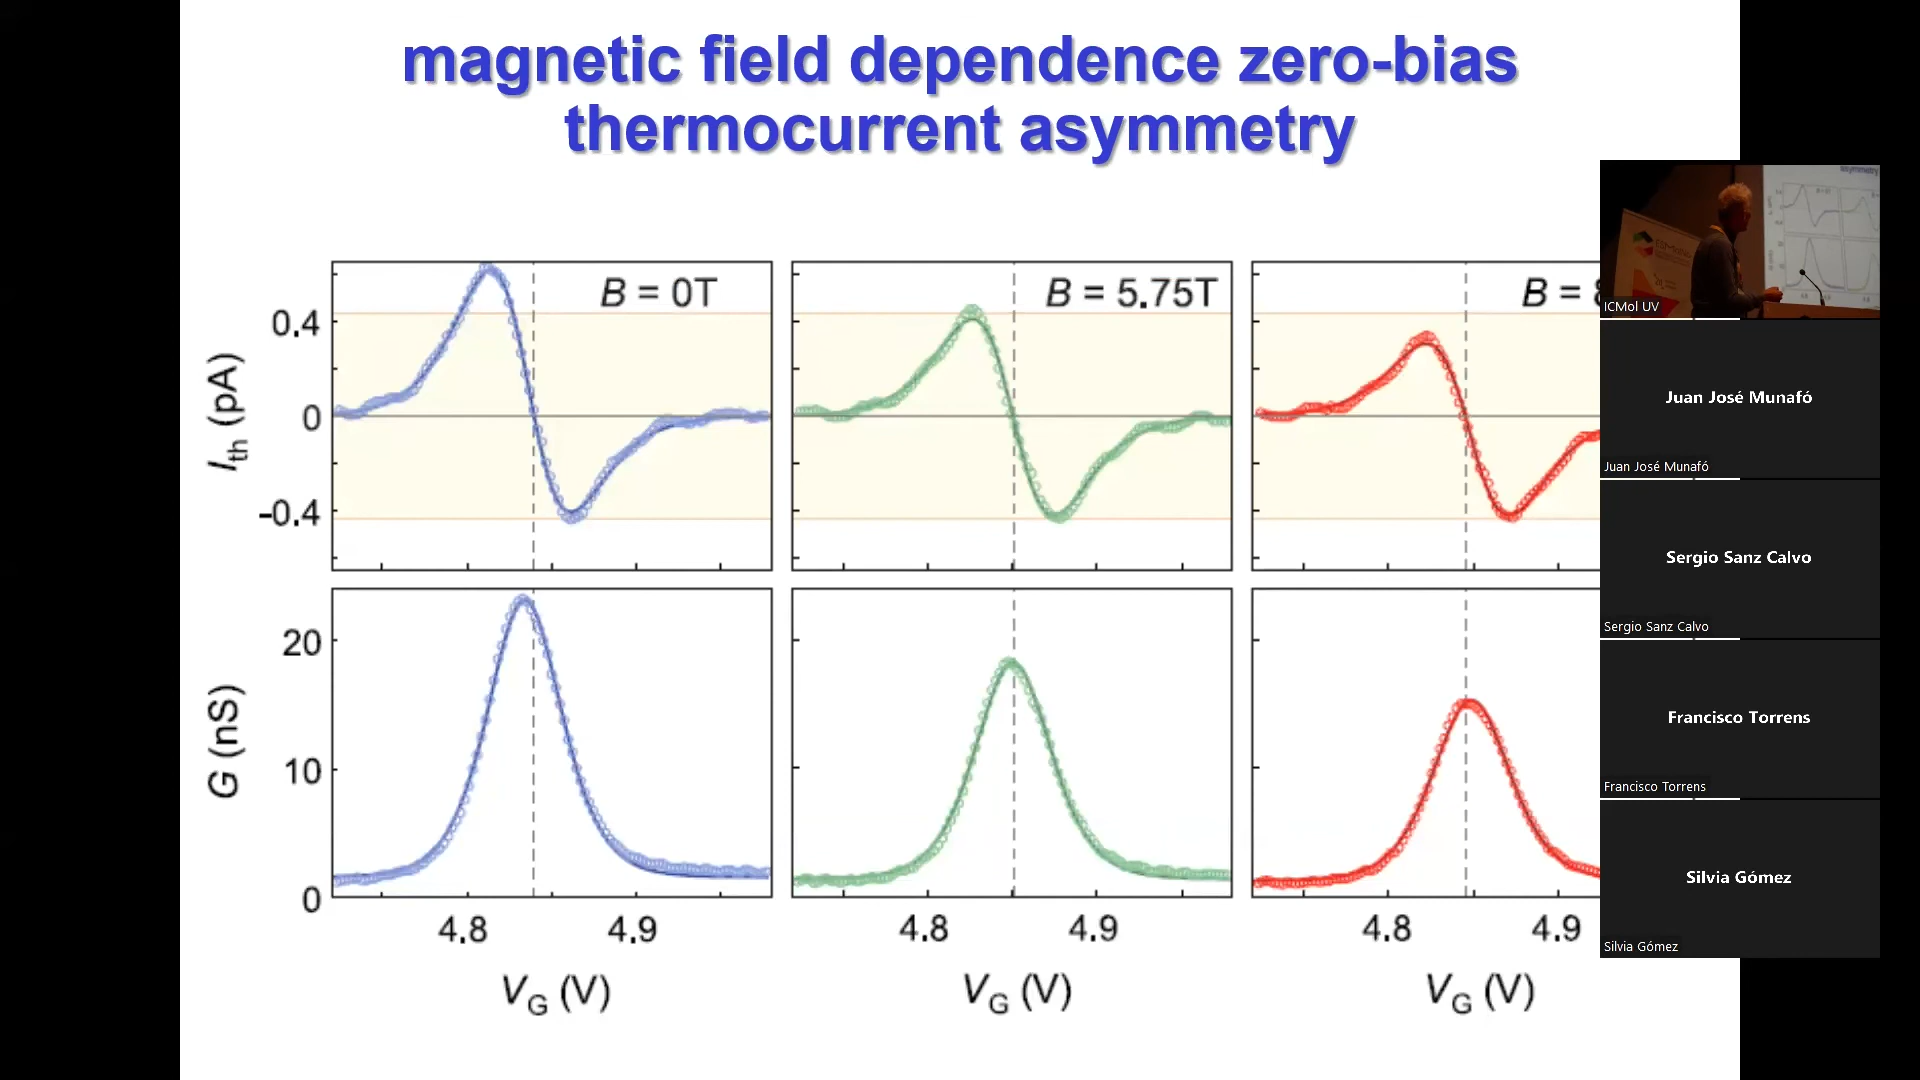 magnetic field dependence zero-bias
thermocurrent asymmetry
B = 0T
B = 5.75T
B = 8
0.4
0
-0.4
I_th (pA)
20
10
0
G (nS)
4.8
4.9
4.8
4.9
4.8
4.9
V_G (V)
V_G (V)
V_G (V)
asymmetry
ICMol UV
Juan José Munafó
Juan José Munafó
Sergio Sanz Calvo
Sergio Sanz Calvo
Francisco Torrens
Francisco Torrens
Silvia Gómez
Silvia Gómez